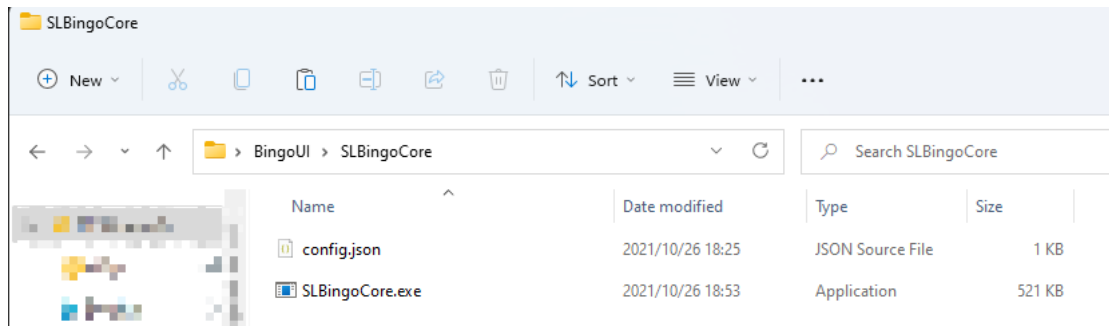 SLBingoCore
New Sort View ...
BingoUI > SLBingoCore Search SLBingoCore
Name Date modified Type Size
config.json 2021/10/26 18:25 JSON Source File 1 KB
SLBingoCore.exe 2021/10/26 18:53 Application 521 KB